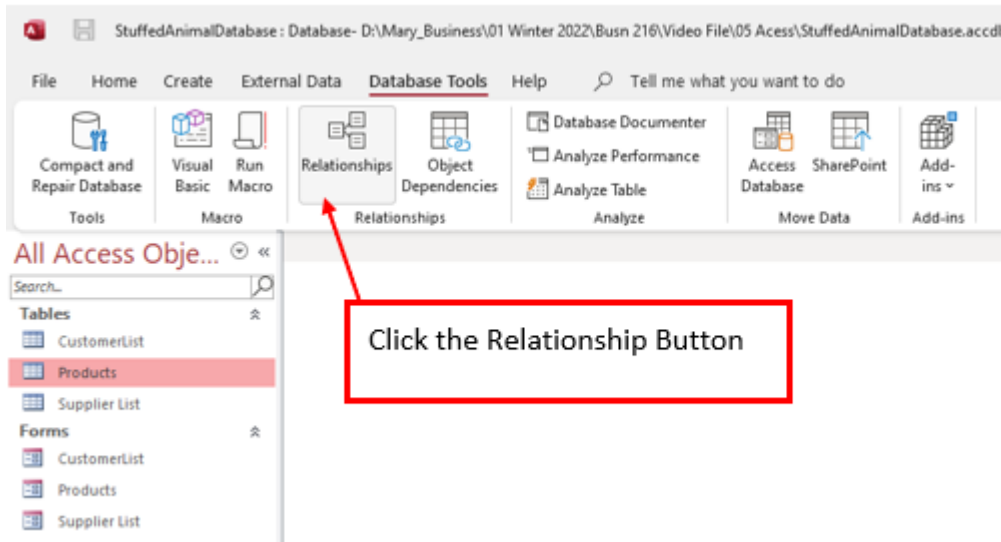 StuffedAnimalDatabase : Database- D:\Mary_Business\01 Winter 2022\Busn 216\Video File\05 Acess\StuffedAnimalDatabase.accd
File Home Create External Data Database Tools Help Tell me what you want to do
Compact and
Repair Database
Tools
Visual
Basic
Run
Macro
Macro
Relationships
Object
Dependencies
Relationships
Database Documenter
Analyze Performance
Analyze Table
Analyze
Access
Database
SharePoint
Move Data
Add-
ins
Add-ins
All Access Obje...
Search...
Tables
CustomerList
Products
Supplier List
Forms
CustomerList
Products
Supplier List
Click the Relationship Button